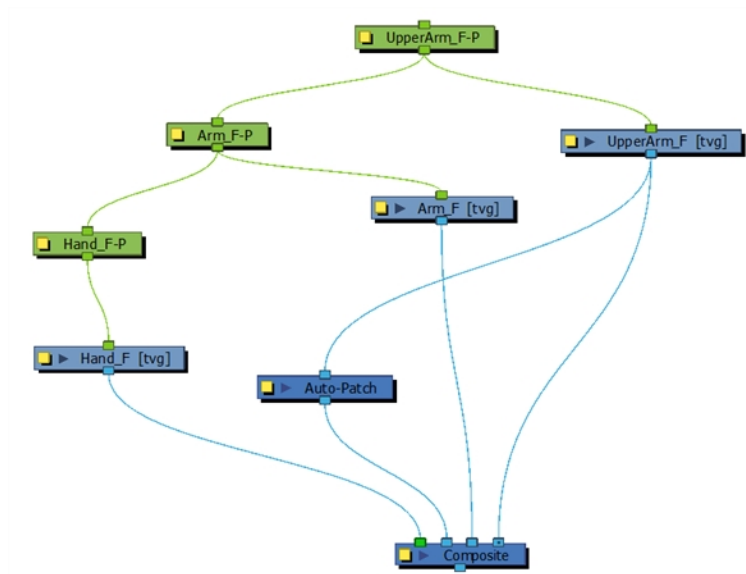 UpperArm_F-P
Arm_F-P
UpperArm_F [tvg]
Arm_F [tvg]
Hand_F-P
Hand_F [tvg]
Auto-Patch
Composite